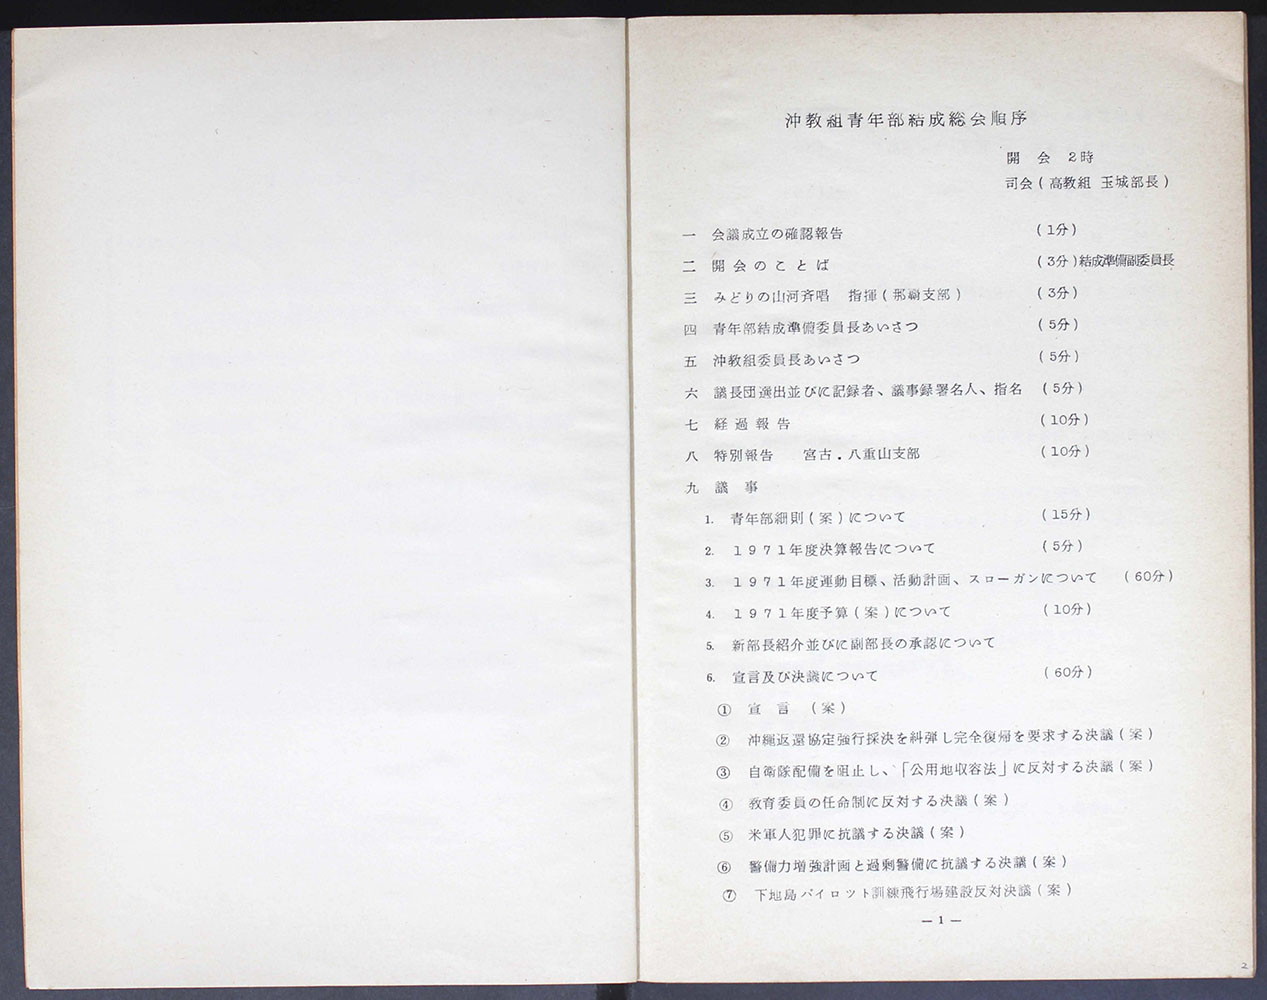 沖教組青年部結成総会順序
開会 2時
司会(高教組 玉城部長)
一 会議成立の確認報告 (1分)
二 開会のことば (3分)結成準備副委員長
三 みどりの山河斉唱 指揮(那覇支部) (3分)
四 青年部結成準備委員長あいさつ (5分)
五 沖教組委員長あいさつ (5分)
六 議長団選出並びに記録者、議事録署名人、指名 (5分)
七 経過報告 (10分)
八 特別報告 宮古.八重山支部 (10分)
九 議事
1. 青年部細則(案)について (15分)
2. 1971年度決算報告について (5分)
3. 1971年度運動目標、活動計画、スローガンについて (60分)
4. 1971年度予算(案)について (10分)
5. 新部長紹介並びに副部長の承認について
6. 宣言及び決議について (60分)
① 宣言 (案)
② 沖繩返還協定強行採決を糾弾し完全復帰を要求する決議(案)
③ 自衛隊配備を阻止し、「公用地収容法」に反対する決議(案)
④ 教育委員の任命制に反対する決議(案)
⑤ 米軍人犯罪に抗議する決議(案)
⑥ 警備力増強計画と過剰警備に抗議する決議(案)
⑦ 下地島パイロット訓練飛行場建設反対決議(案)
—1—
2